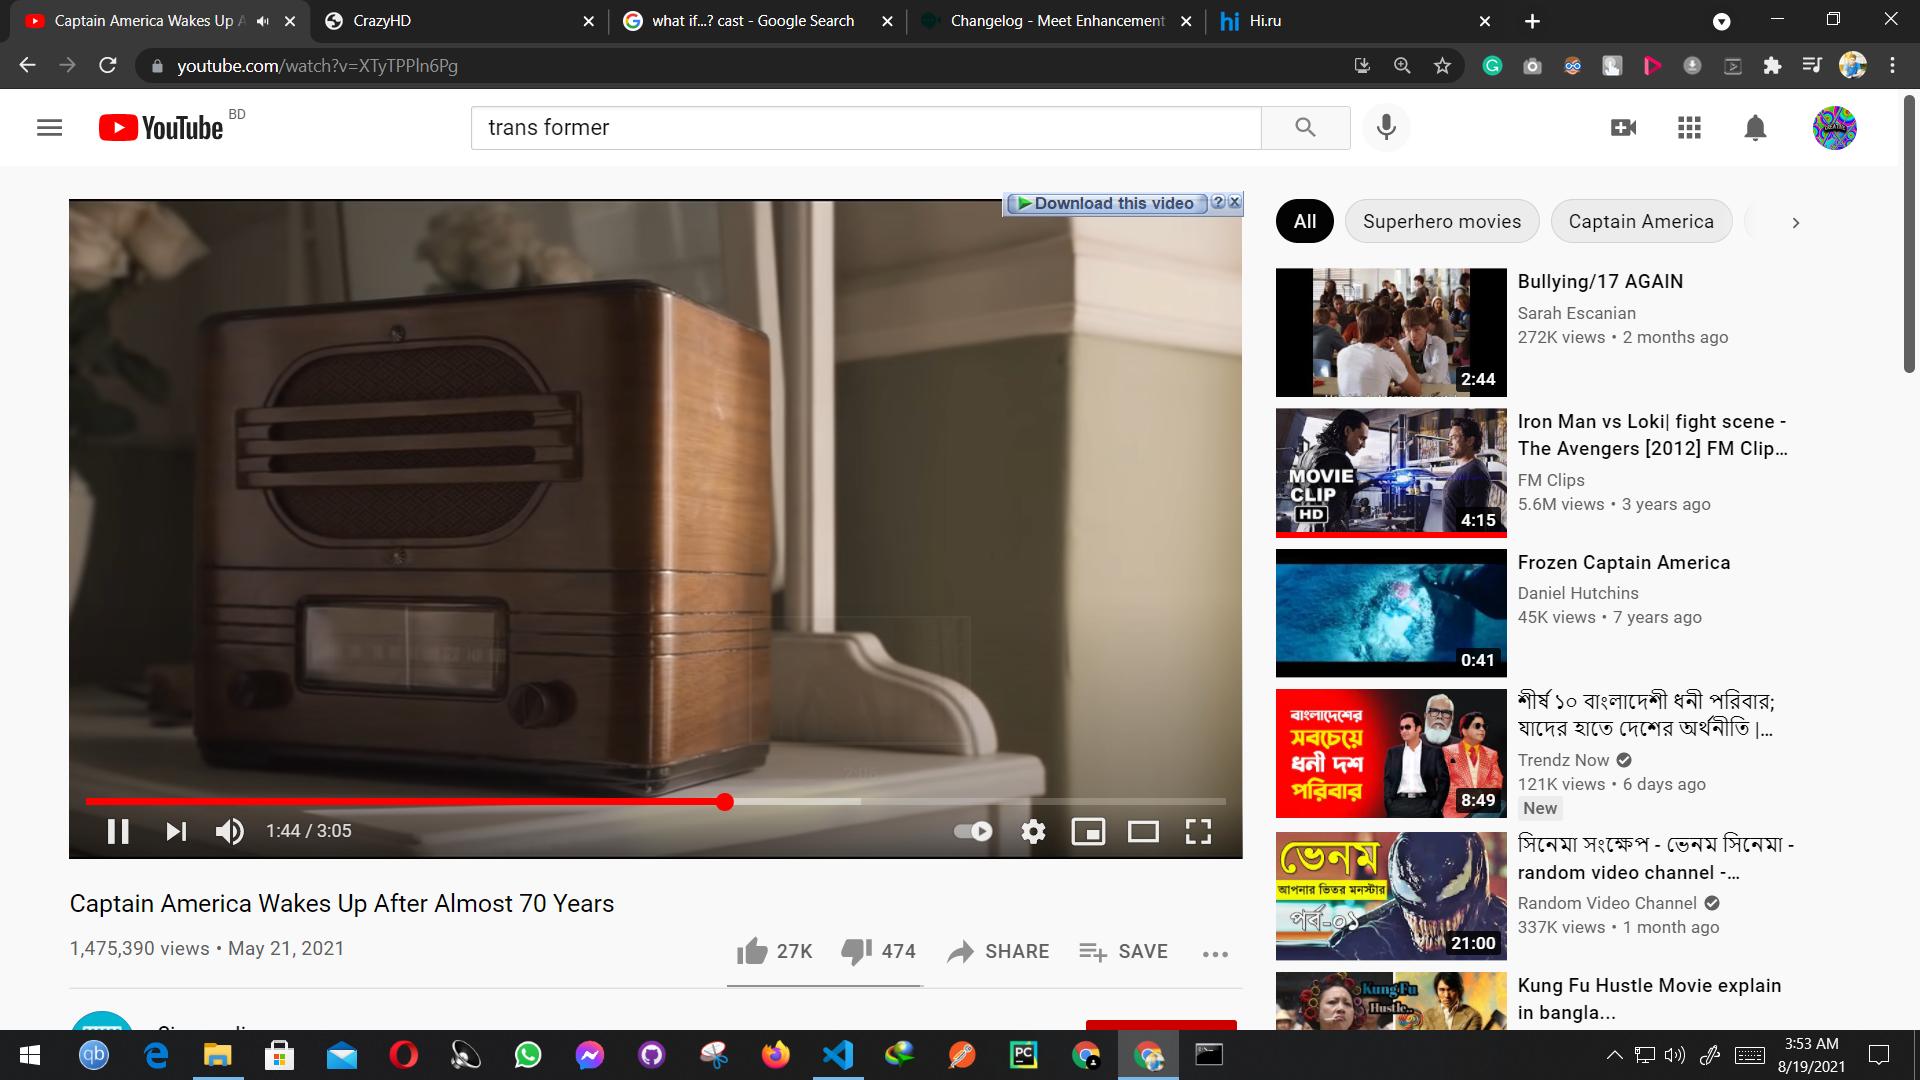 Captain America Wakes Up A
CrazyHD
what if...? cast - Google Search
Changelog - Meet Enhancement
Hi.ru
youtube.com/watch?v=XTyTPPln6Pg
YouTube BD
trans former
Download this video
All
Superhero movies
Captain America
Bullying/17 AGAIN
Sarah Escanian
272K views • 2 months ago
2:44
MOVIE
CLIP
HD
4:15
Iron Man vs Loki| fight scene -
The Avengers [2012] FM Clip...
FM Clips
5.6M views • 3 years ago
0:41
Frozen Captain America
Daniel Hutchins
45K views • 7 years ago
বাংলাদেশের
সবচেয়ে
ধনী দশ
পরিবার
8:49
শীর্ষ ১০ বাংলাদেশী ধনী পরিবার;
যাদের হাতে দেশের অর্থনীতি |...
Trendz Now
121K views • 6 days ago
New
ভেনম
আপনার ভিতর মনস্টার
পর্ব-০১
21:00
সিনেমা সংক্ষেপ - ভেনম সিনেমা -
random video channel -...
Random Video Channel
337K views • 1 month ago
Kung Fu
Hustle..
Kung Fu Hustle Movie explain
in bangla...
1:44 / 3:05
Captain America Wakes Up After Almost 70 Years
1,475,390 views • May 21, 2021
27K
474
SHARE
SAVE
3:53 AM
8/19/2021